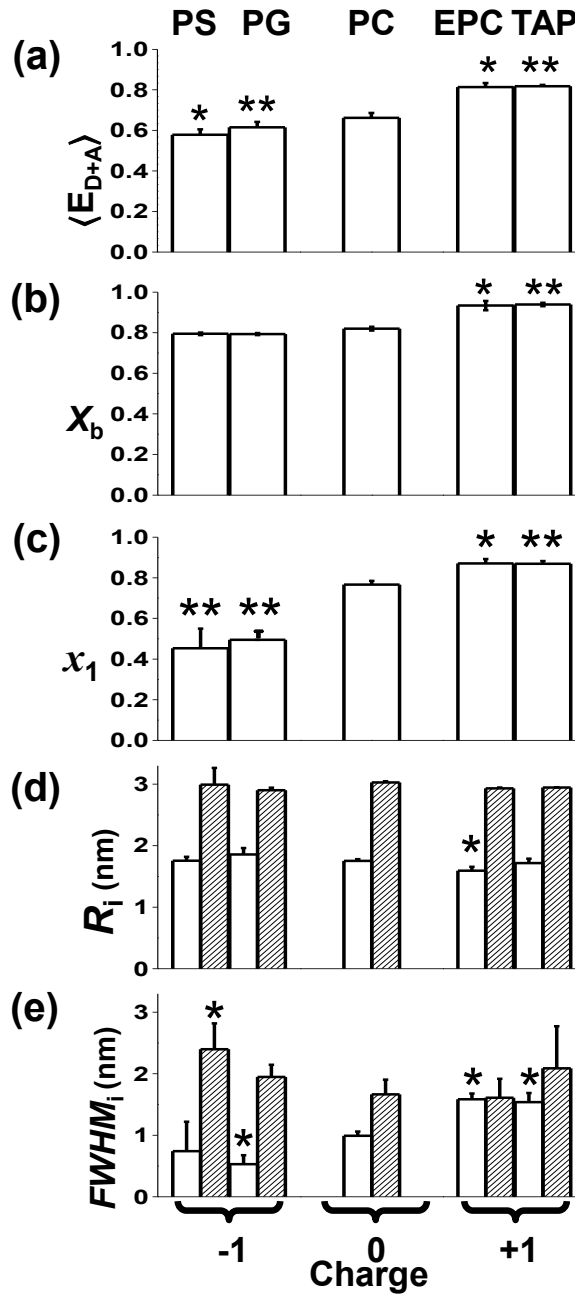 PS PG PC EPC TAP
(a)
1.0
0.8
0.6
0.4
0.2
0.0
⟨E_D+A⟩
* ** * **
(b)
1.0
0.8
0.6
0.4
0.2
0.0
X_b
* **
(c)
1.0
0.8
0.6
0.4
0.2
0.0
x_1
** ** * **
(d)
3
2
1
0
R_i (nm)
*
(e)
3
2
1
0
FWHM_i (nm)
* * * *
-1 0 +1
Charge